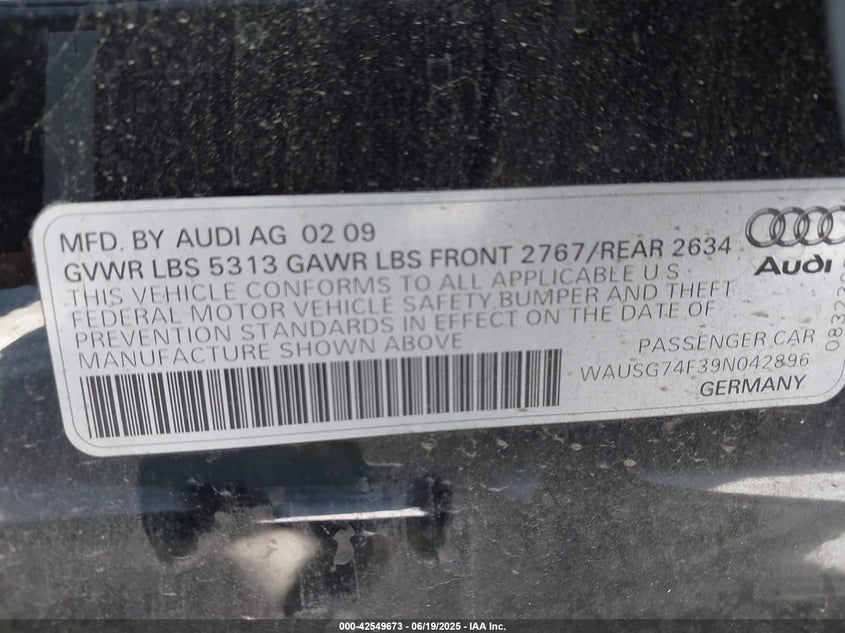 MFD. BY AUDI AG 02 09
GVWR LBS 5313 GAWR LBS FRONT 2767/REAR 2634
THIS VEHICLE CONFORMS TO ALL APPLICABLE U S
FEDERAL MOTOR VEHICLE SAFETY,BUMPER AND THEFT
PREVENTION STANDARDS IN EFFECT ON THE DATE OF
MANUFACTURE SHOWN ABOVE
PASSENGER CAR
WAUSG74F39N042896
GERMANY
Audi
000-42549673 - 06/19/2025 - IAA Inc.